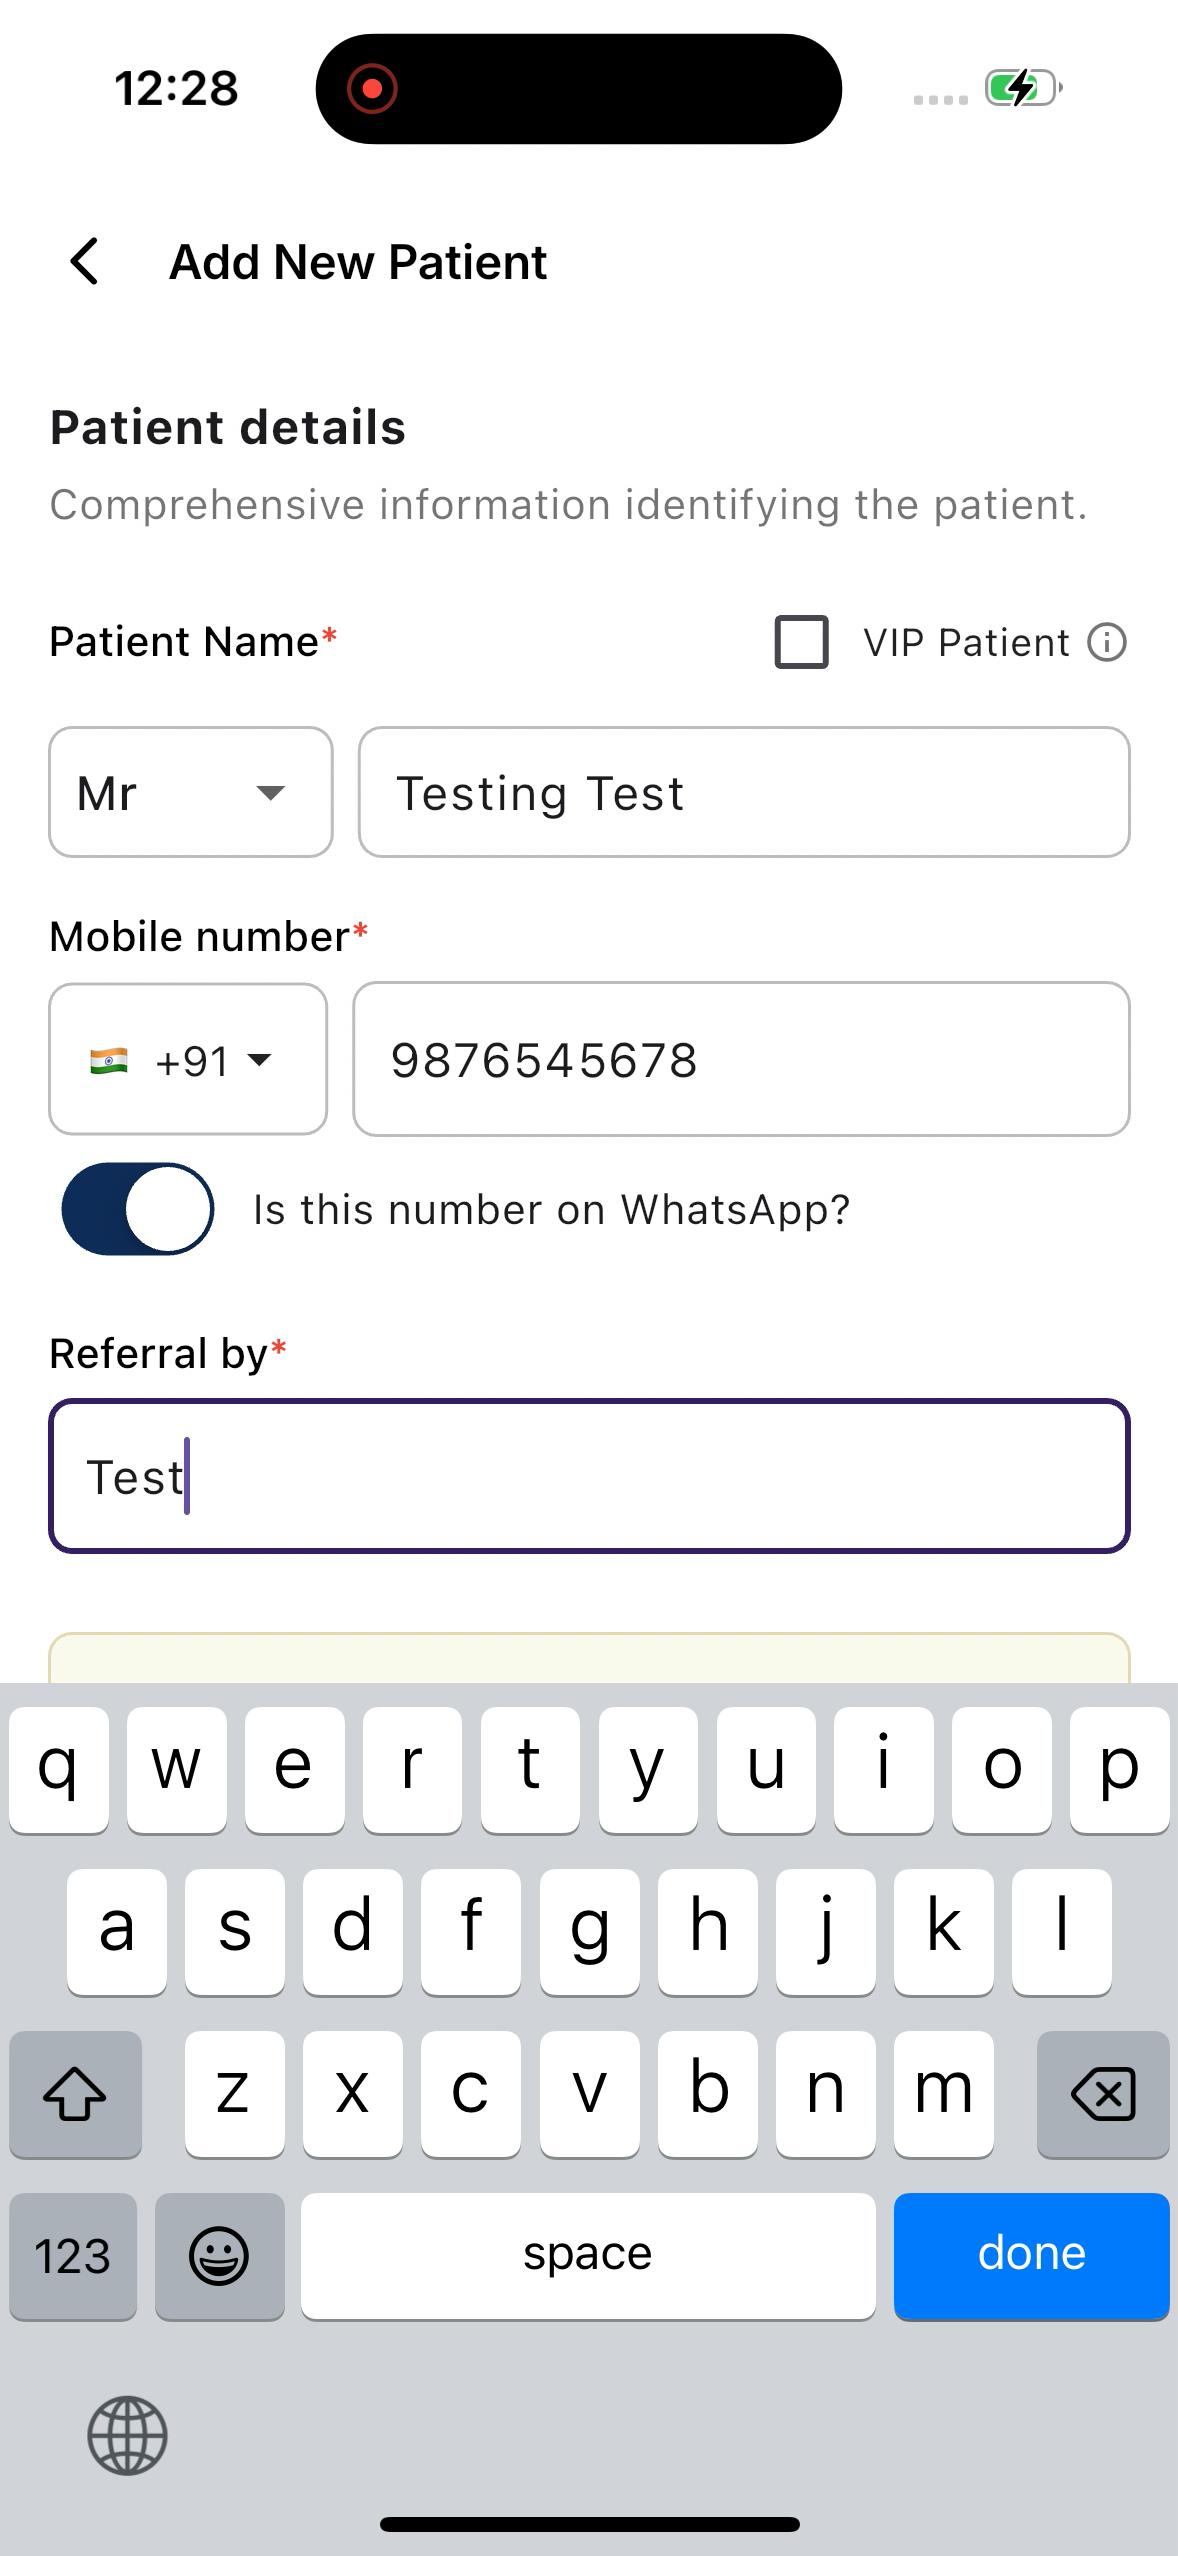 12:28
Add New Patient
Patient details
Comprehensive information identifying the patient.
Patient Name* VIP Patient
Mr Testing Test
Mobile number*
+91 9876545678
Is this number on WhatsApp?
Referral by*
Test
q w e r t y u i o p
a s d f g h j k l
z x c v b n m
123 space done